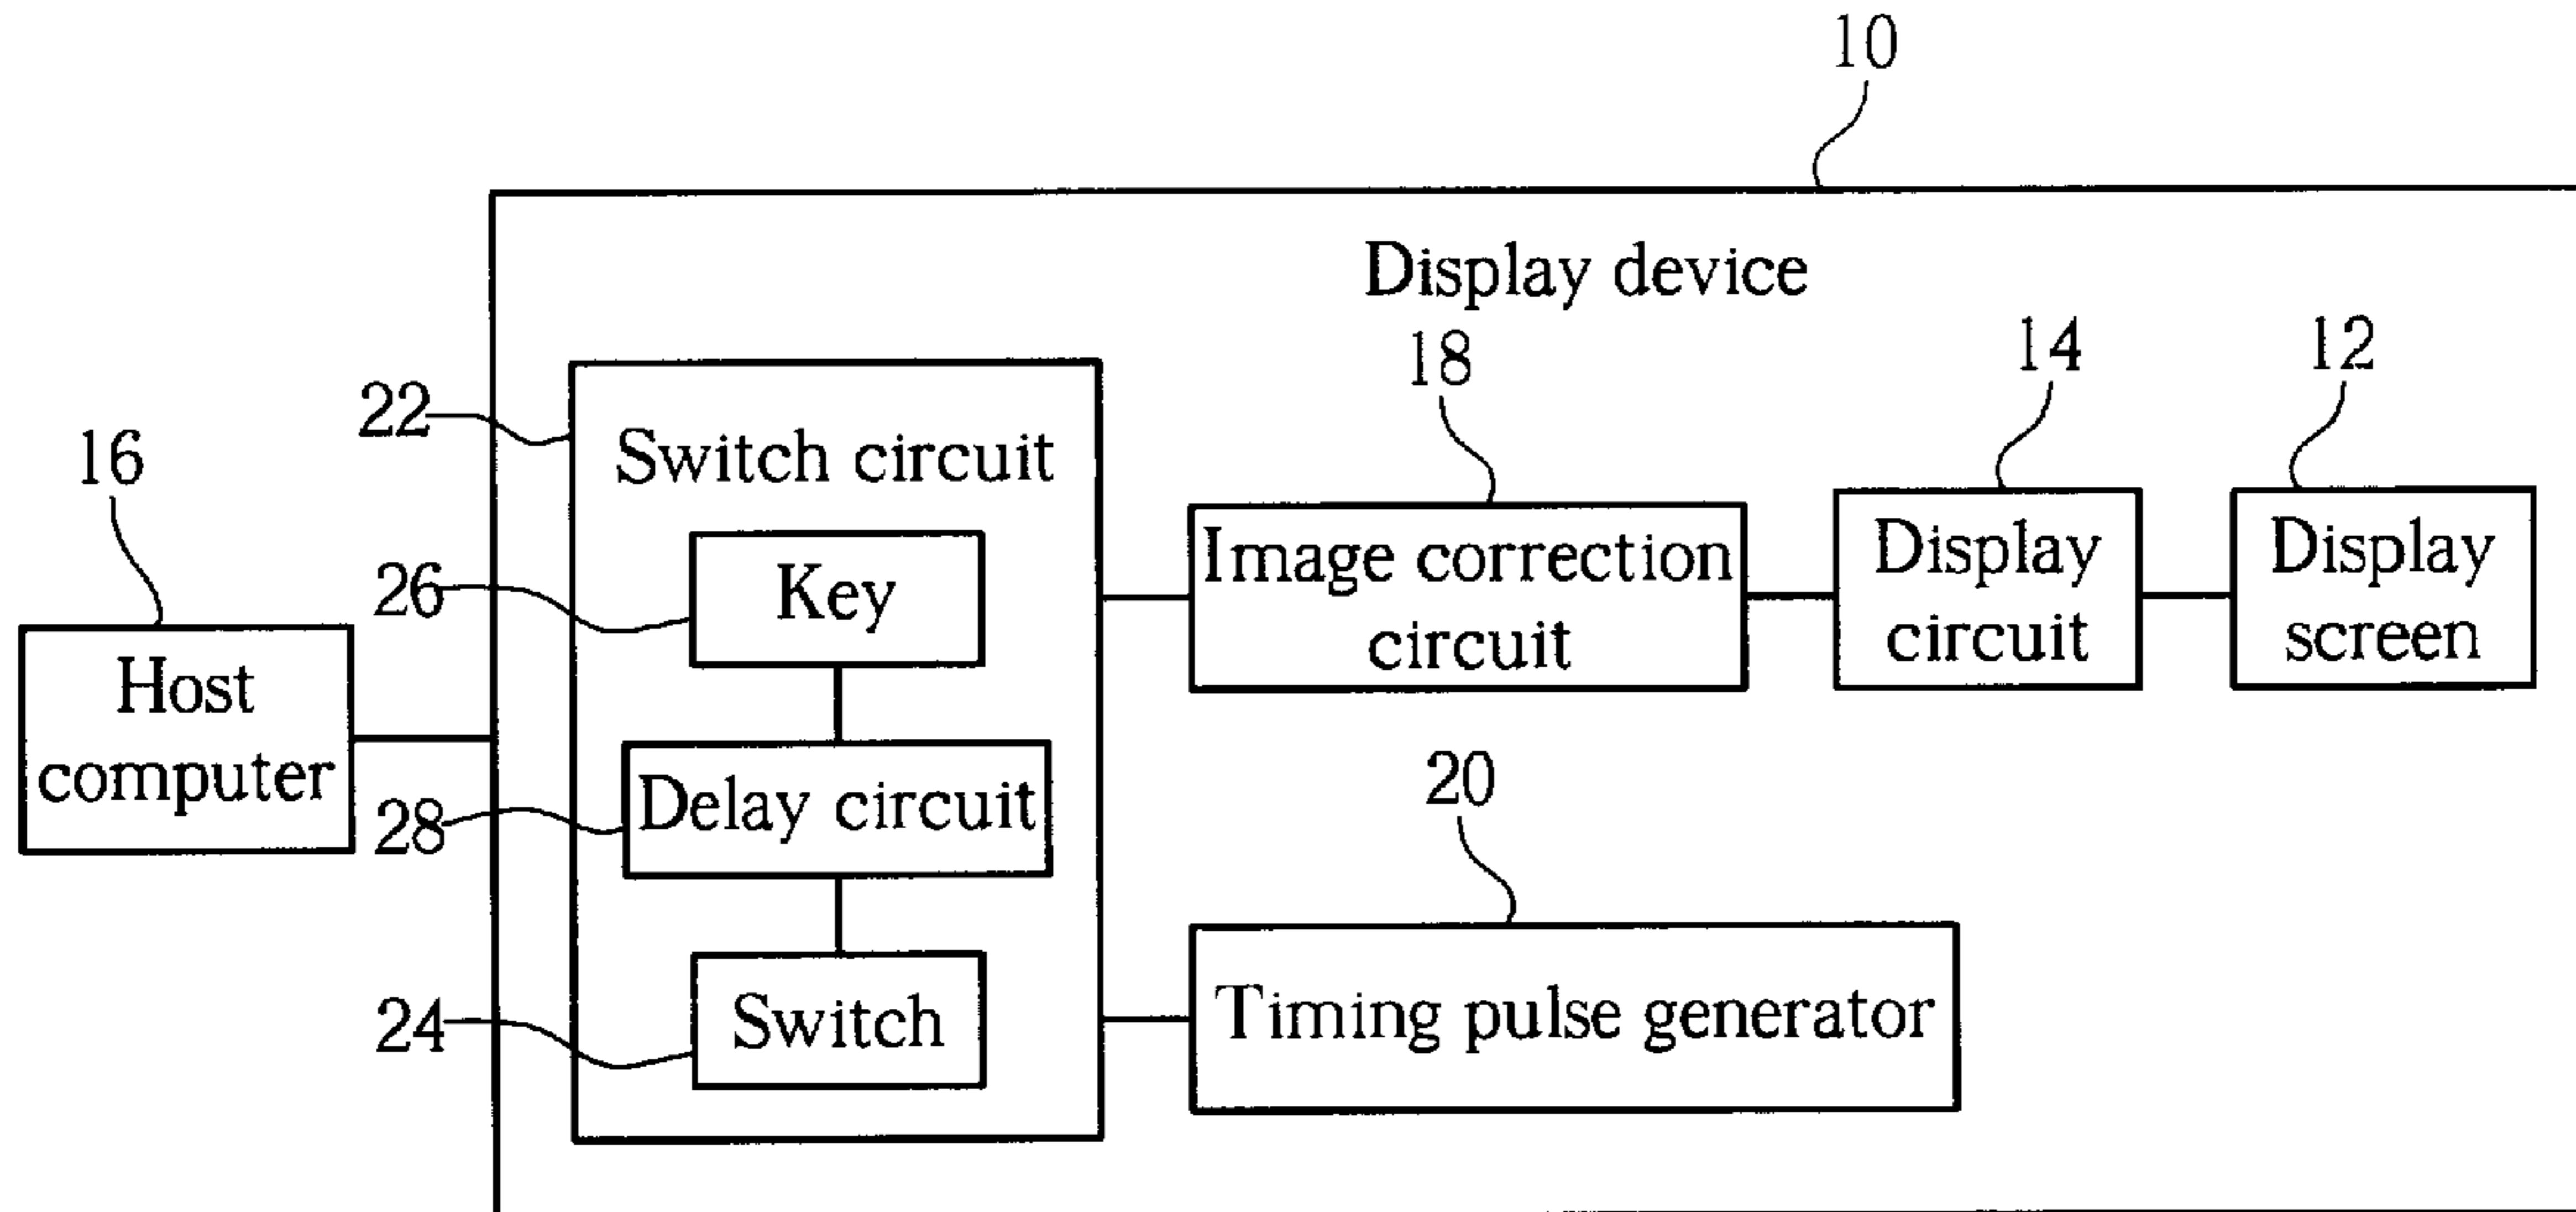 10
Display device
18
14
12
22
Switch circuit
16
26
Key
Image correction
circuit
Display
circuit
Display
screen
Host
computer
28
Delay circuit
20
24
Switch
Timing pulse generator